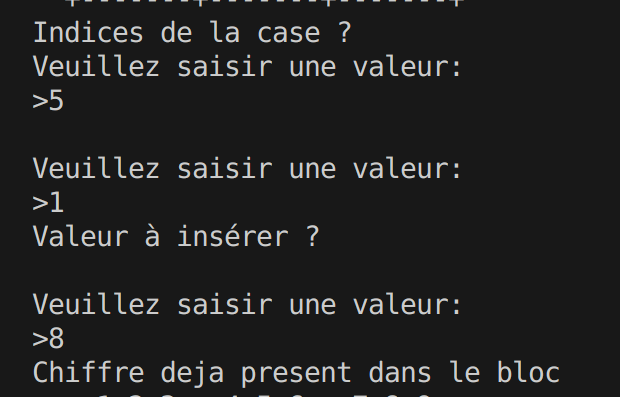 Indices de la case ?
Veuillez saisir une valeur:
>5
Veuillez saisir une valeur:
>1
Valeur à insérer ?
Veuillez saisir une valeur:
>8
Chiffre deja present dans le bloc